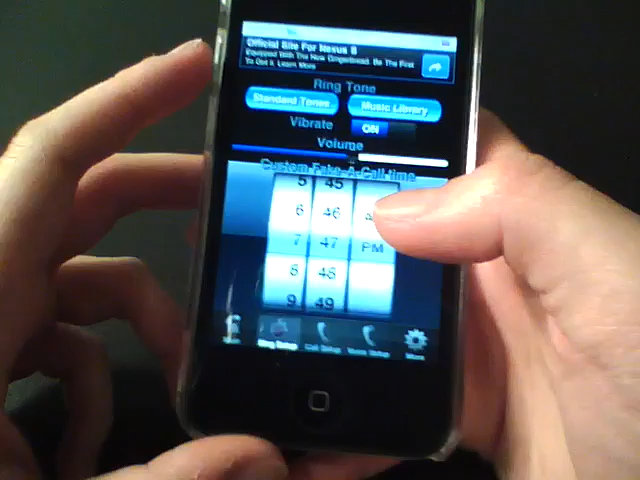 Official Site For Nexus S
Equipped With The New Gingerbread. Be The First
To Get it. Learn More
Ring Tone
Standard Tones
Music Library
Vibrate
ON
Volume
Custom Fake-A-Call time
5 45
6 46
7 47 PM
8 48
9 49
Ring Setup
Call Setup
Voice Setup
More